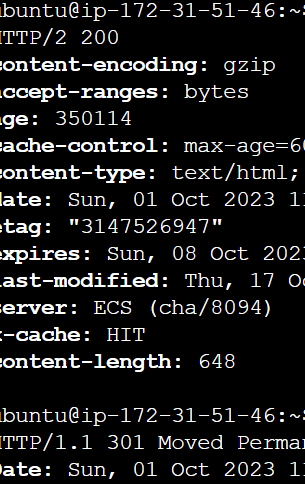 ubuntu@ip-172-31-51-46:~$
HTTP/2 200
content-encoding: gzip
accept-ranges: bytes
age: 350114
cache-control: max-age=60
content-type: text/html;
date: Sun, 01 Oct 2023 11
etag: "3147526947"
expires: Sun, 08 Oct 2023
last-modified: Thu, 17 Oc
server: ECS (cha/8094)
x-cache: HIT
content-length: 648
ubuntu@ip-172-31-51-46:~$
HTTP/1.1 301 Moved Perman
Date: Sun, 01 Oct 2023 11